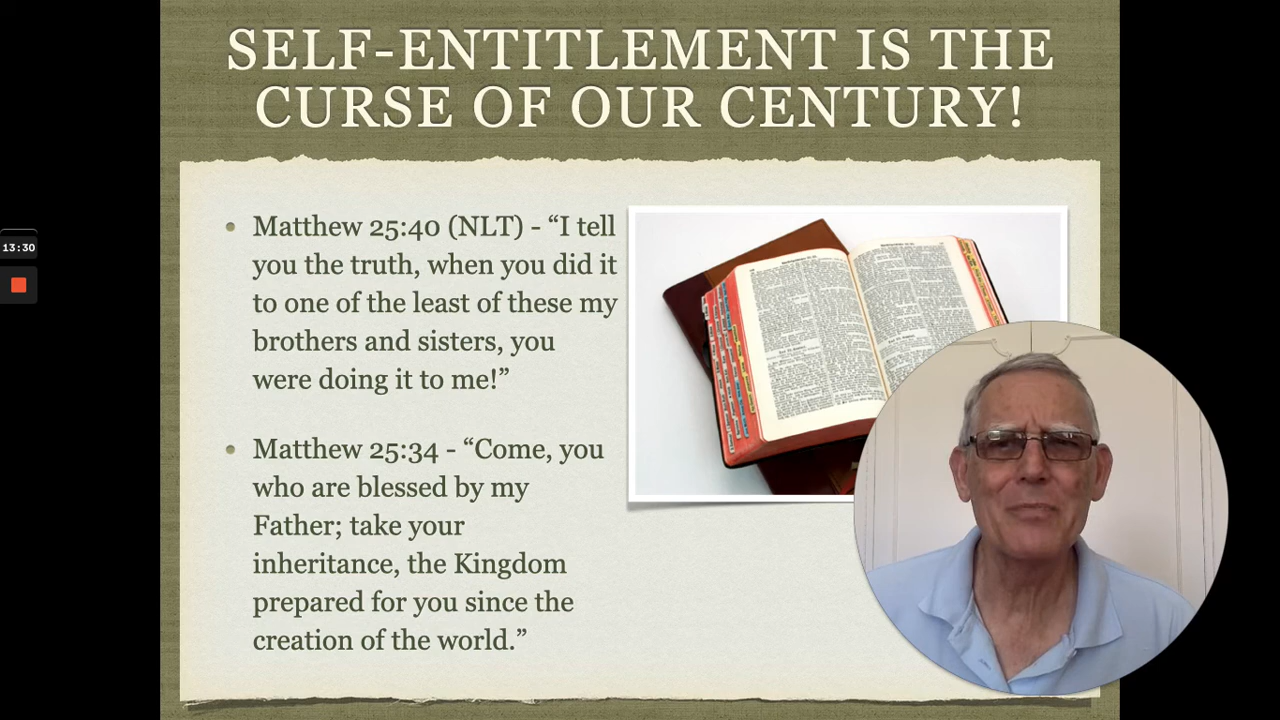 SELF-ENTITLEMENT IS THE
CURSE OF OUR CENTURY!
13:30
• Matthew 25:40 (NLT) - “I tell
you the truth, when you did it
to one of the least of these my
brothers and sisters, you
were doing it to me!”
• Matthew 25:34 - “Come, you
who are blessed by my
Father; take your
inheritance, the Kingdom
prepared for you since the
creation of the world.”